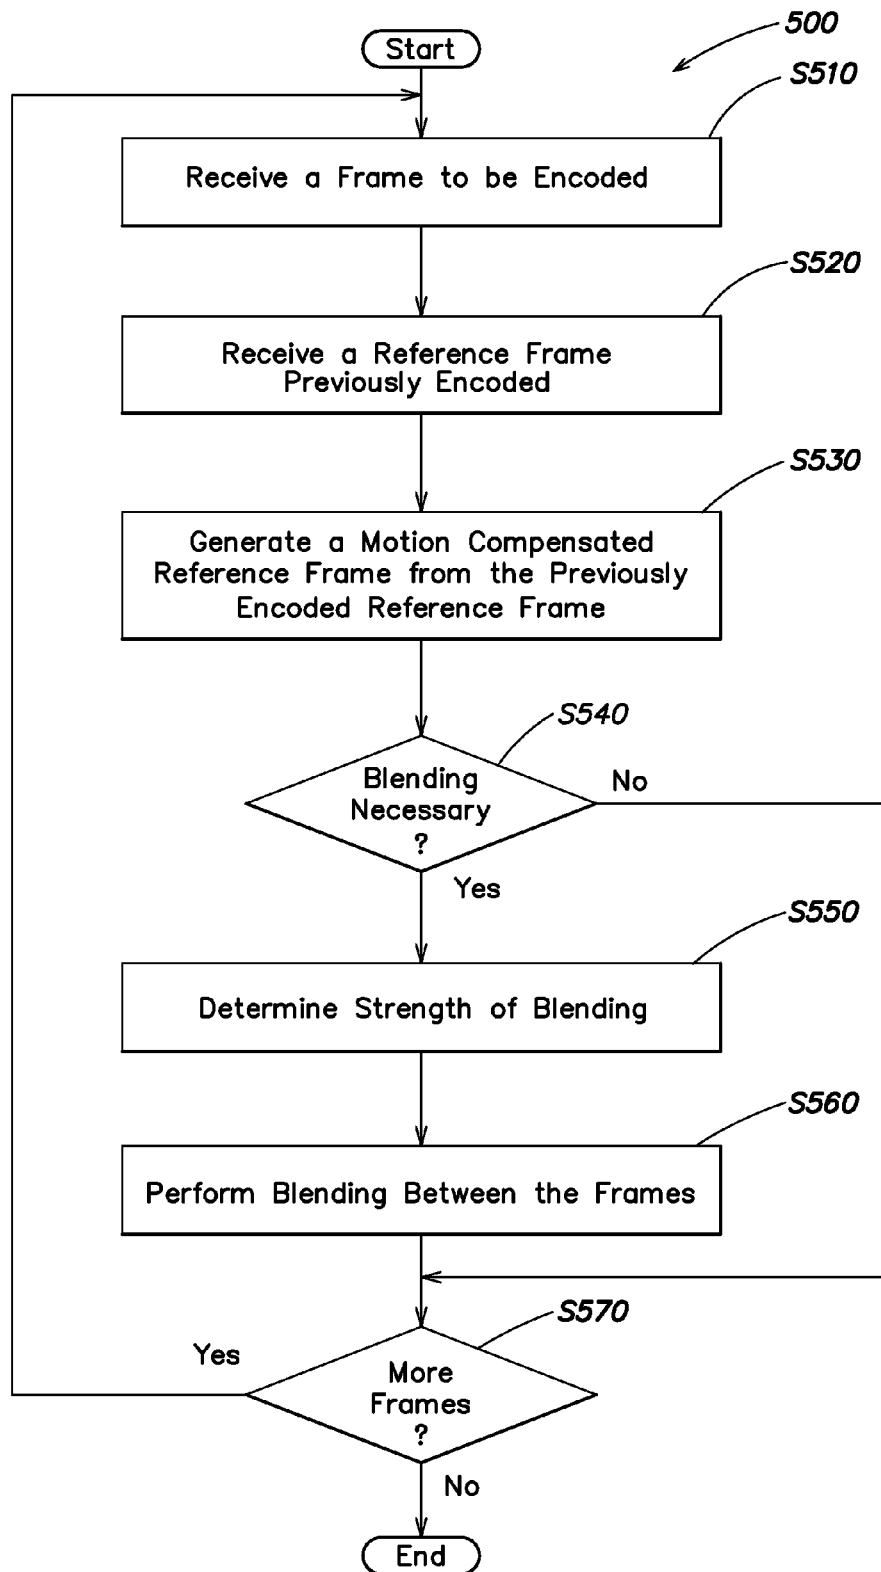 Start
500
S510
Receive a Frame to be Encoded
S520
Receive a Reference Frame
Previously Encoded
S530
Generate a Motion Compensated
Reference Frame from the Previously
Encoded Reference Frame
S540
Blending
Necessary
?
No
Yes
S550
Determine Strength of Blending
S560
Perform Blending Between the Frames
S570
Yes
More
Frames
?
No
End